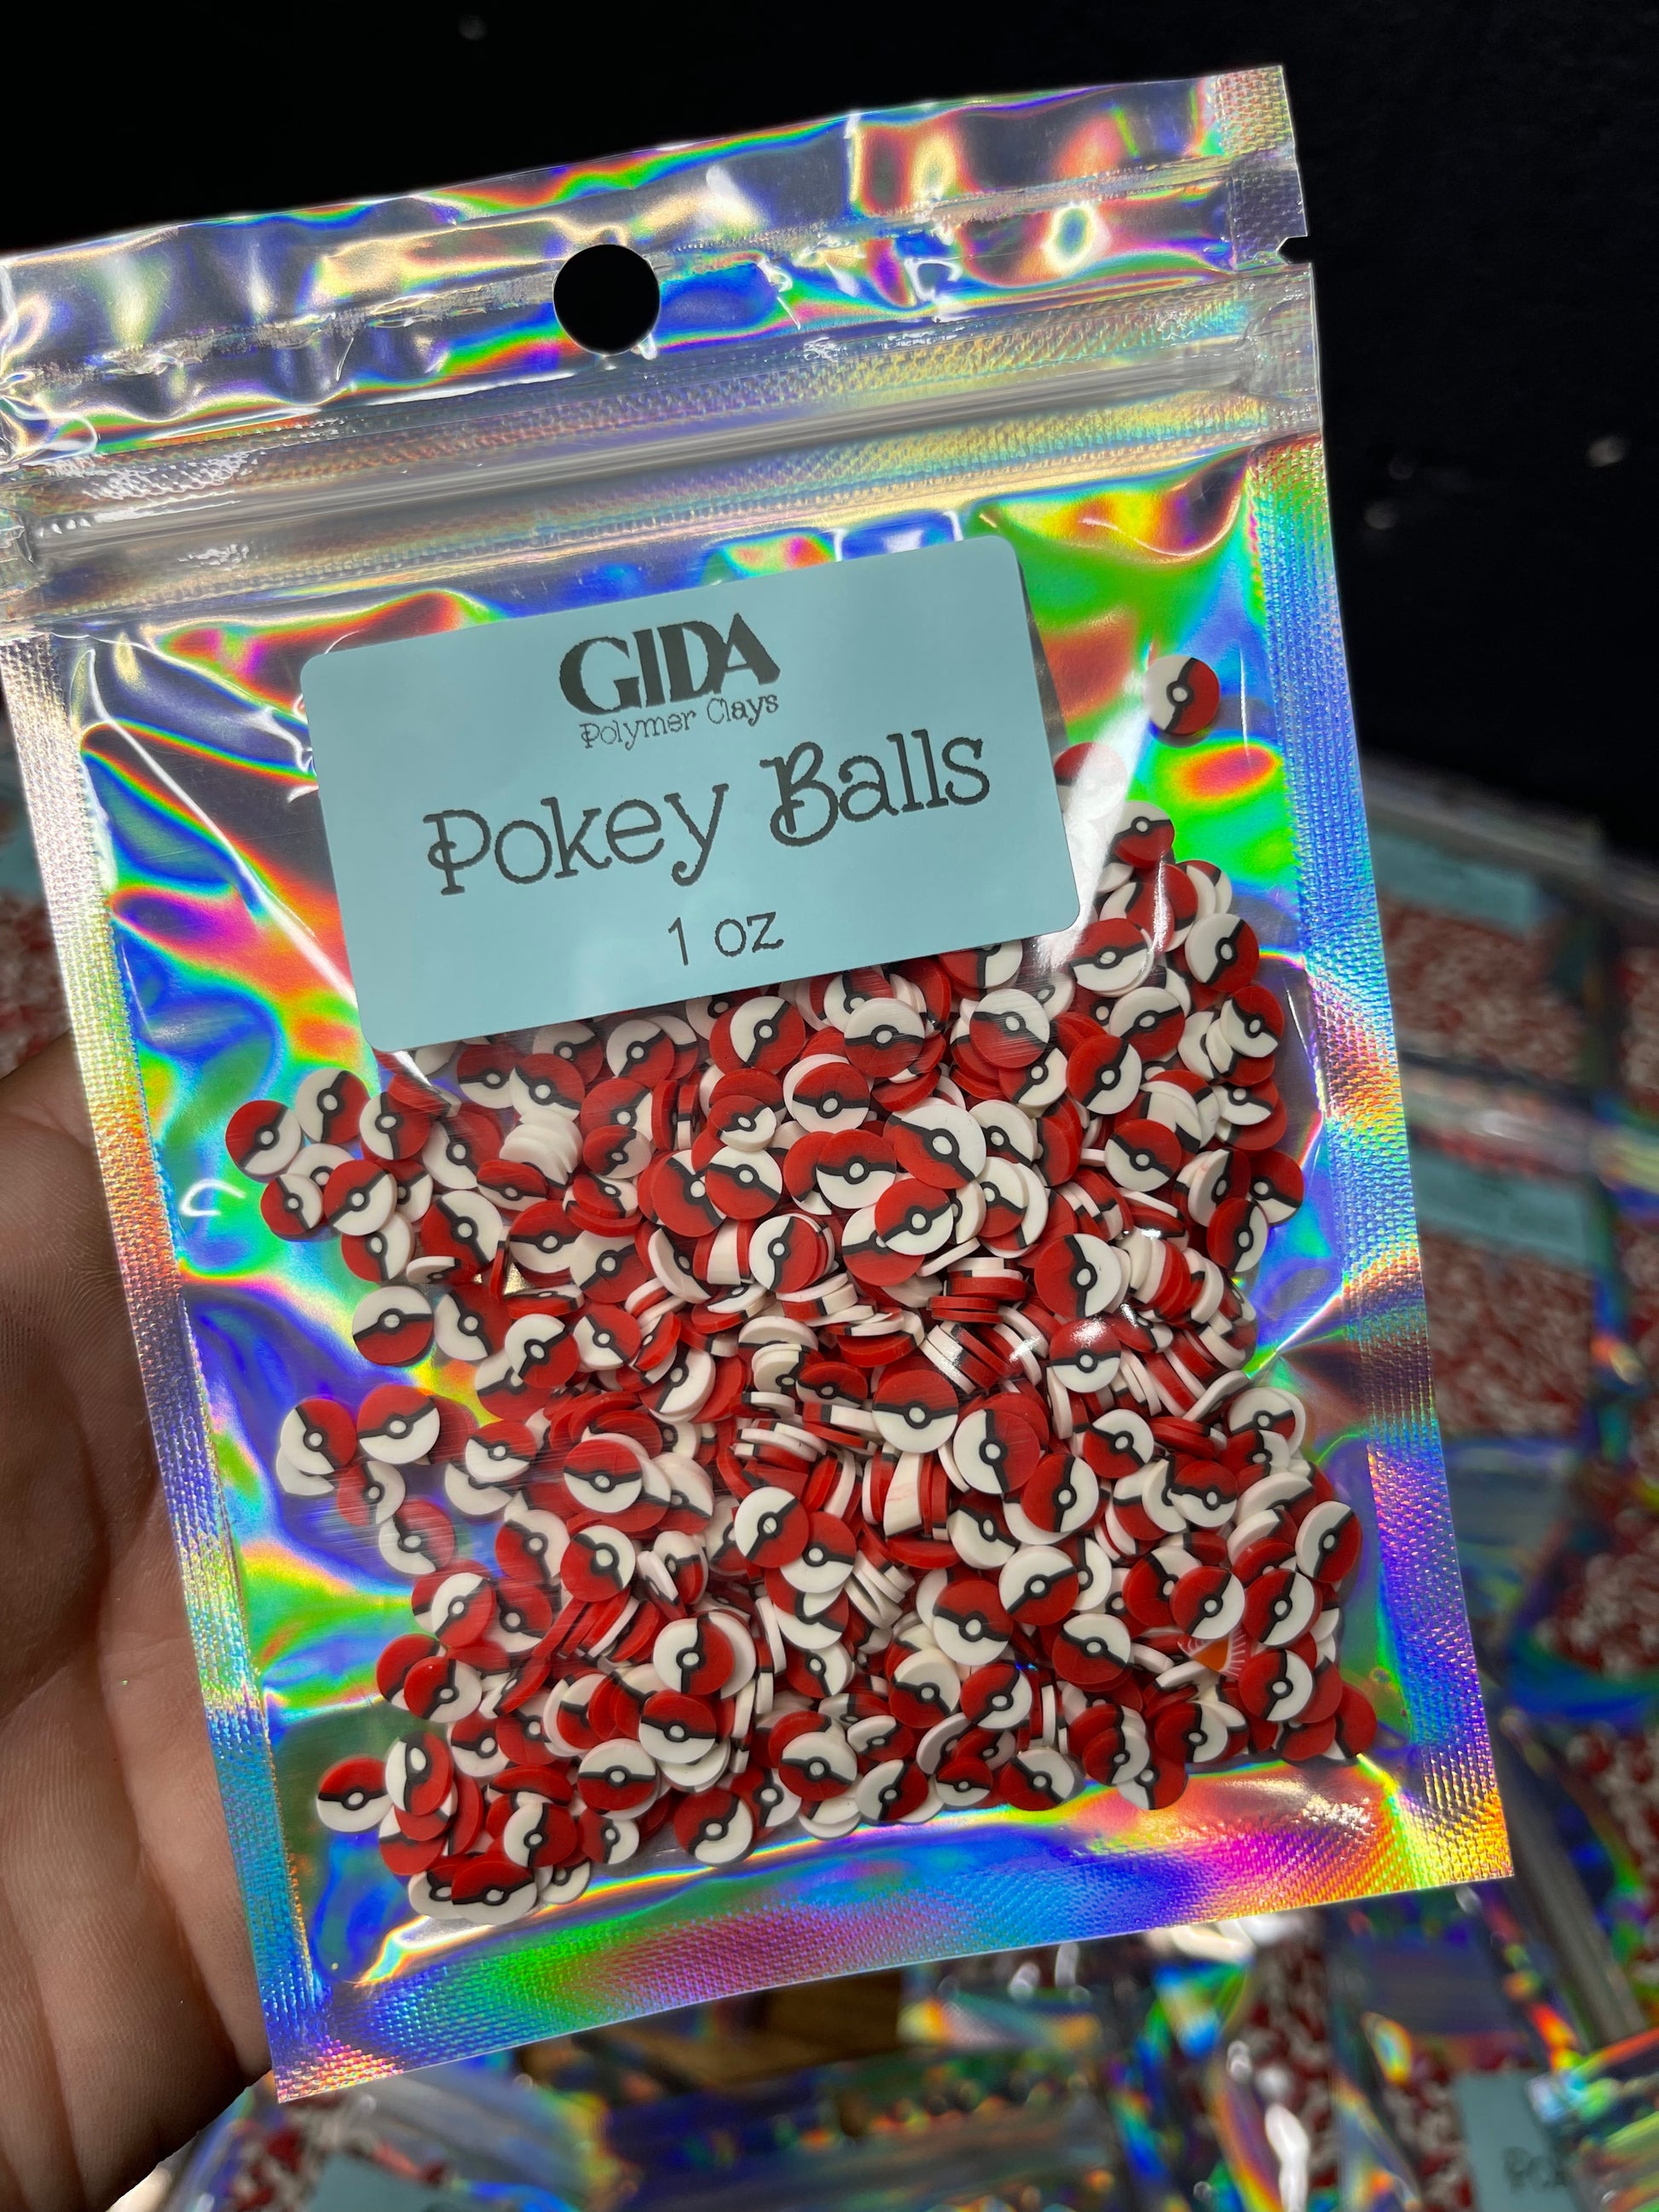 GIDA
Polymer Clays
Pokey Balls
1 oz